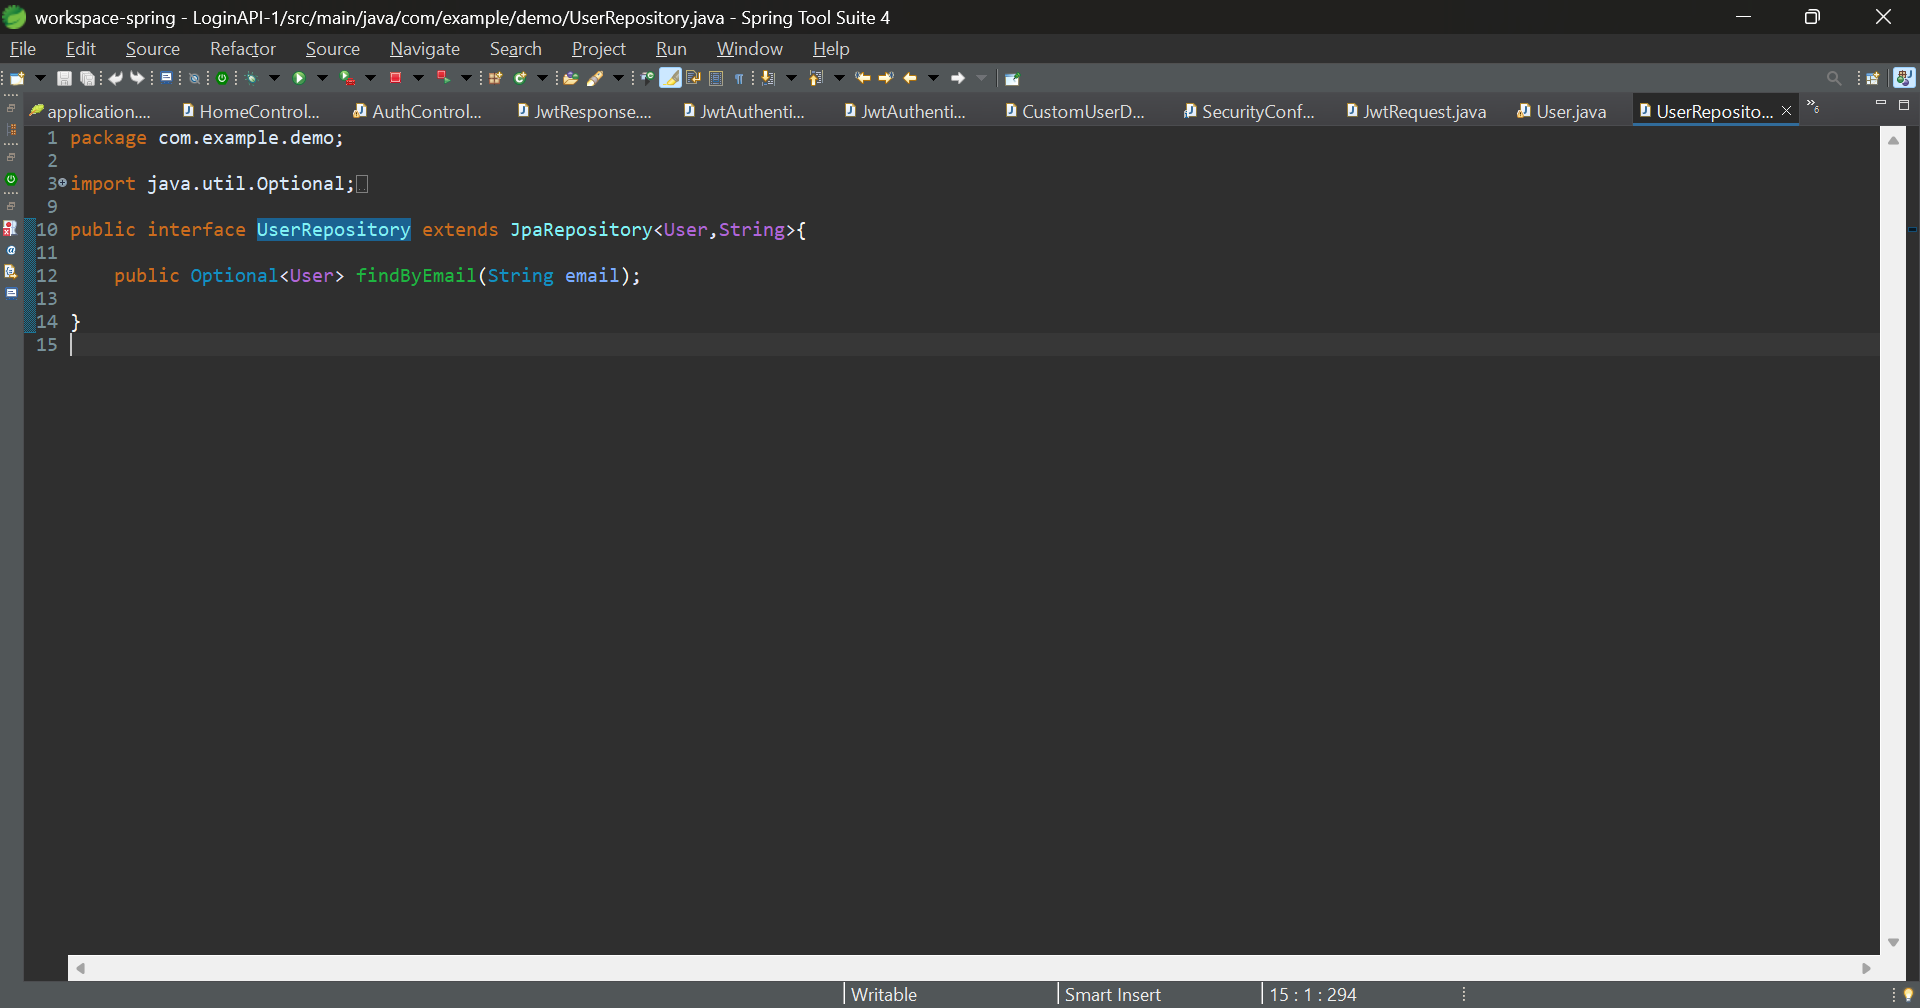 workspace-spring - LoginAPI-1/src/main/java/com/example/demo/UserRepository.java - Spring Tool Suite 4
File Edit Source Refactor Source Navigate Search Project Run Window Help
application.... HomeControl... AuthControl... JwtResponse.... JwtAuthenti... JwtAuthenti... CustomUserD... SecurityConf... JwtRequest.java User.java UserReposito... »6
1 package com.example.demo;
2
3 import java.util.Optional;
9
10 public interface UserRepository extends JpaRepository<User,String>{
11
12 public Optional<User> findByEmail(String email);
13
14 }
15
Writable Smart Insert 15 : 1 : 294